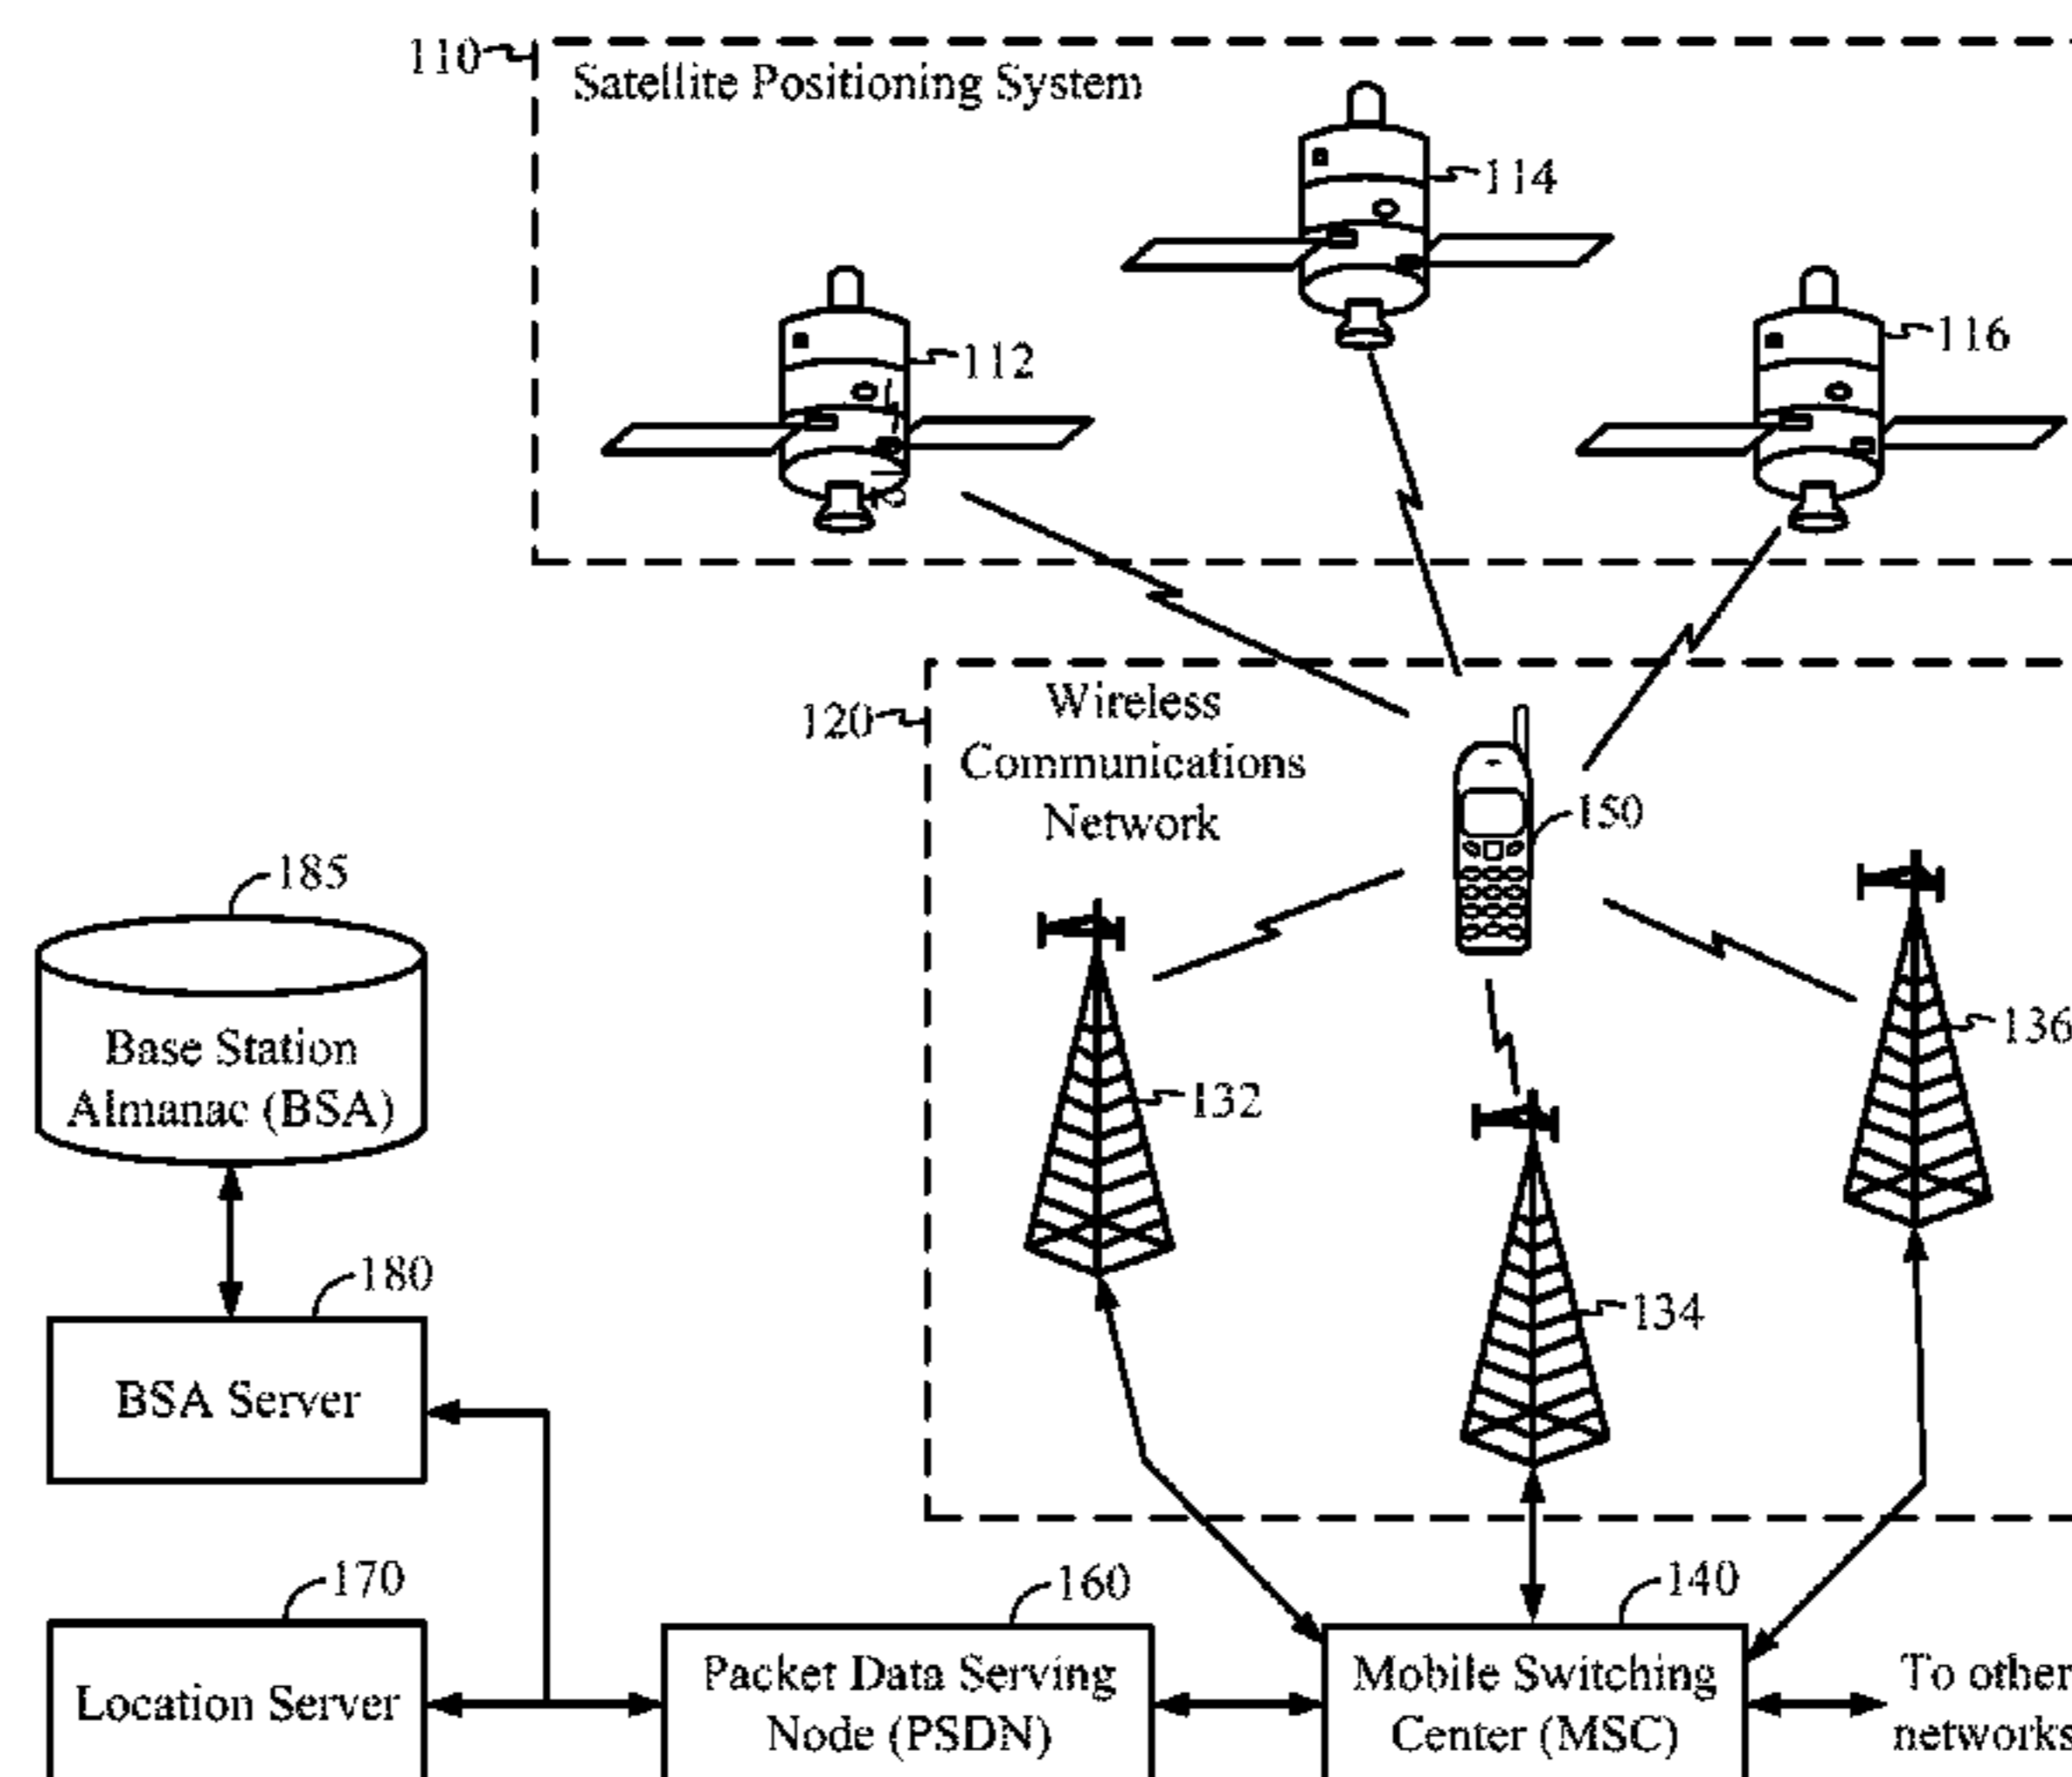 110
Satellite Positioning System
114
116
112
120
Wireless
Communications
Network
150
185
136
Base Station
Almanac (BSA)
132
180
134
BSA Server
170
160
140
Location Server
Packet Data Serving
Node (PSDN)
Mobile Switching
Center (MSC)
To other
networks